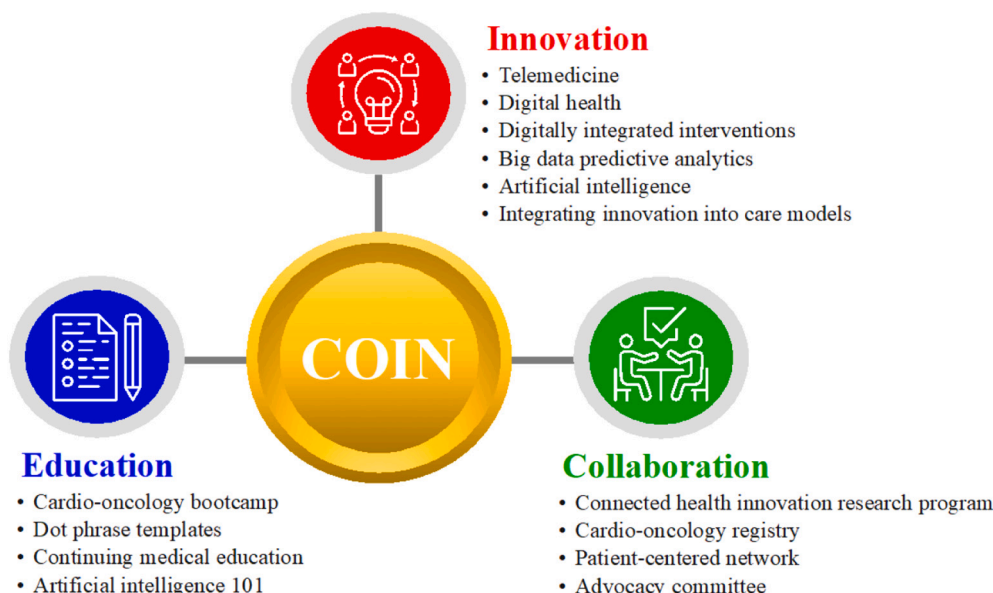 Innovation
• Telemedicine
• Digital health
• Digitally integrated interventions
• Big data predictive analytics
• Artificial intelligence
• Integrating innovation into care models
COIN
Education
• Cardio-oncology bootcamp
• Dot phrase templates
• Continuing medical education
• Artificial intelligence 101
Collaboration
• Connected health innovation research program
• Cardio-oncology registry
• Patient-centered network
• Advocacy committee